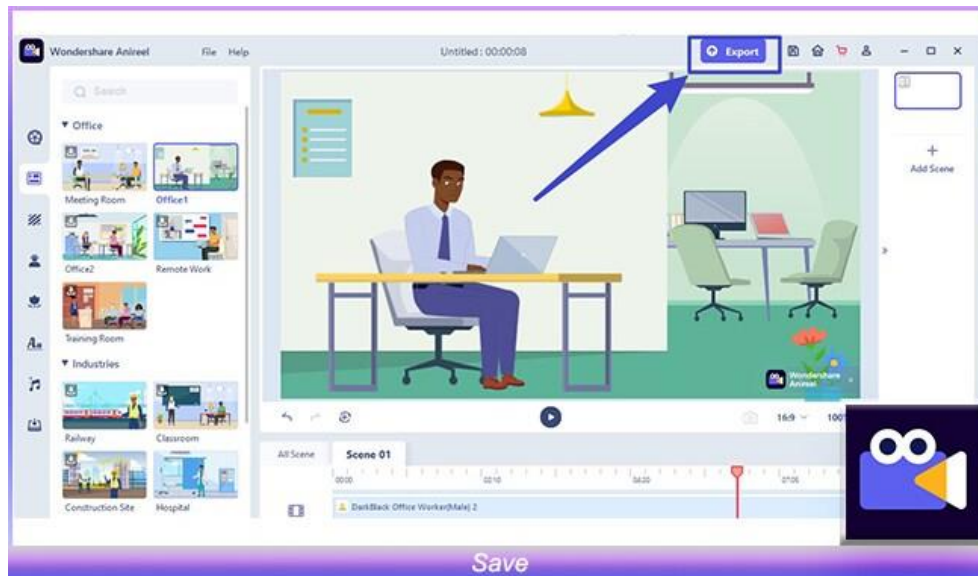 Wondershare Anireel
File Help
Untitled : 00:00:08
Export
Search
Office
Meeting Room
Office1
Office2
Remote Work
Training Room
Industries
Railway
Classroom
Construction Site
Hospital
Add Scene
Wondershare
Anireel
16:9
100%
All Scene
Scene 01
00:00
DarkBlack Office Worker(Male) 2
Save